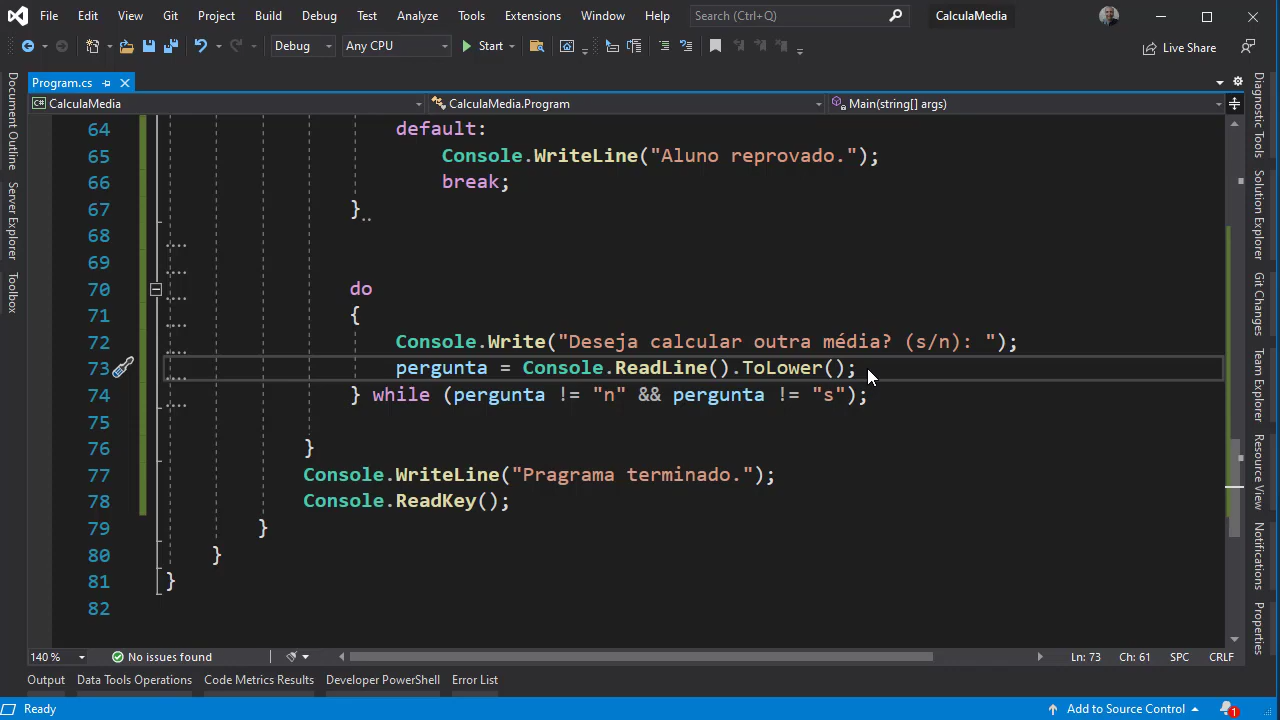 File Edit View Git Project Build Debug Test Analyze Tools Extensions Window Help Search (Ctrl+Q) CalculaMedia
Debug Any CPU Start Live Share
Program.cs
CalculaMedia CalculaMedia.Program Main(string[] args)
Document Outline
Server Explorer
Toolbox
64 default:
65 Console.WriteLine("Aluno reprovado.");
66 break;
67 }
68
69
70 do
71 {
72 Console.Write("Deseja calcular outra média? (s/n): ");
73 pergunta = Console.ReadLine().ToLower();
74 } while (pergunta != "n" && pergunta != "s");
75
76 }
77 Console.WriteLine("Pragrama terminado.");
78 Console.ReadKey();
79 }
80 }
81 }
82
Diagnostic Tools
Solution Explorer
Git Changes
Team Explorer
Resource View
Notifications
Properties
140 % No issues found Ln: 73 Ch: 61 SPC CRLF
Output Data Tools Operations Code Metrics Results Developer PowerShell Error List
Ready Add to Source Control 1